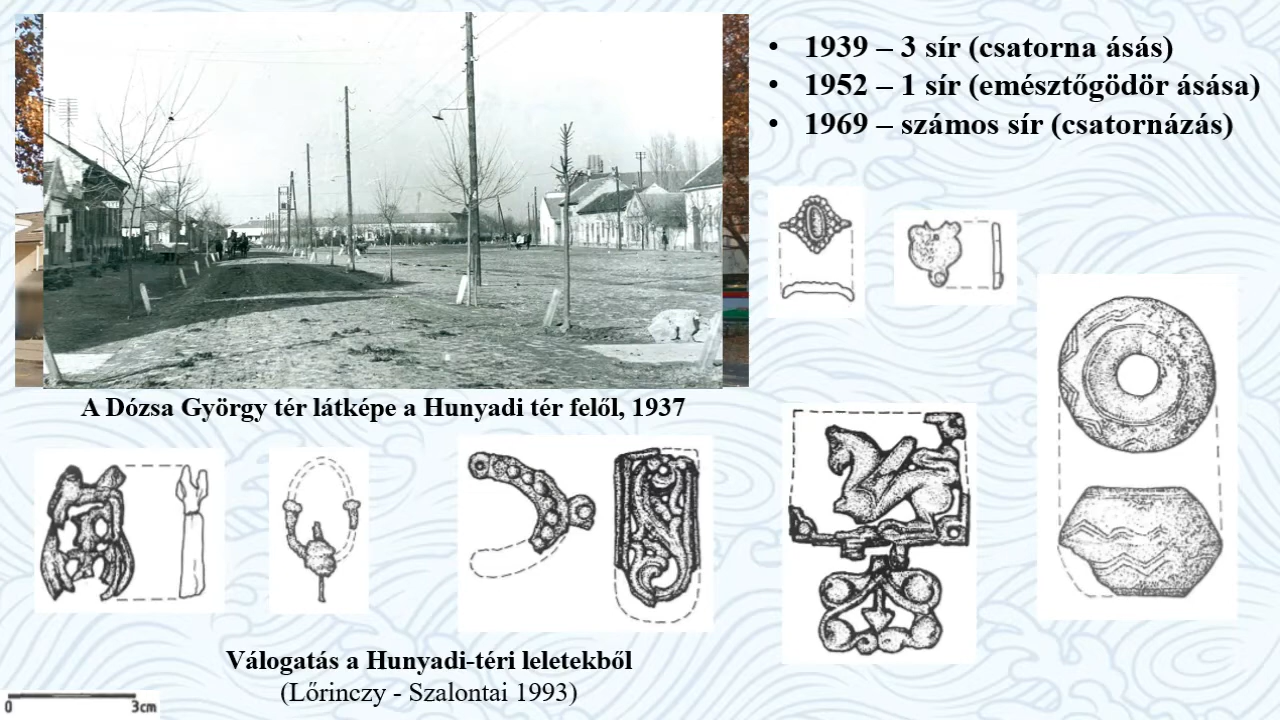 • 1939 – 3 sír (csatorna ásás)
• 1952 – 1 sír (emésztőgödör ásása)
• 1969 – számos sír (csatornázás)
A Dózsa György tér látképe a Hunyadi tér felől, 1937
Válogatás a Hunyadi-téri leletekből
(Lőrinczy - Szalontai 1993)
0 3cm